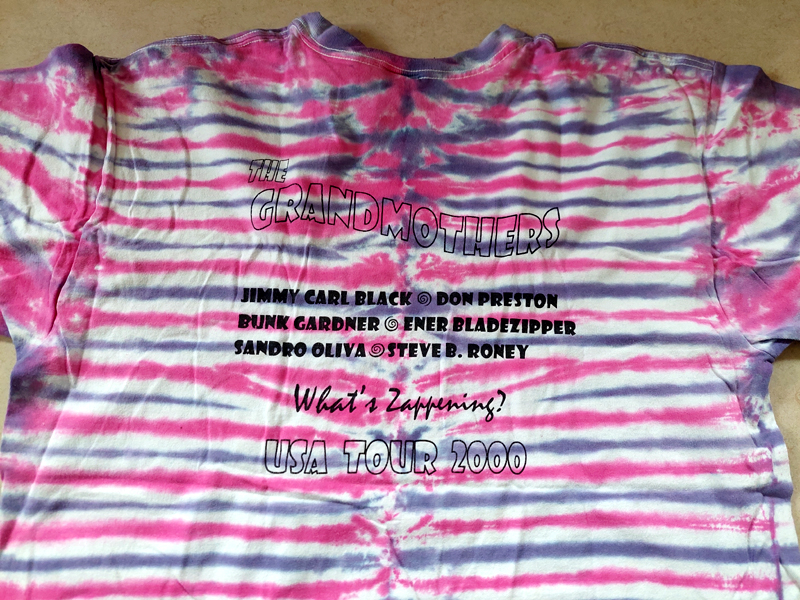 THE
GRANDMOTHERS
JIMMY CARL BLACK DON PRESTON
BUNK GARDNER ENER BLADEZIPPER
SANDRO OLIVA STEVE B. RONEY
What's Zappening?
USA TOUR 2000